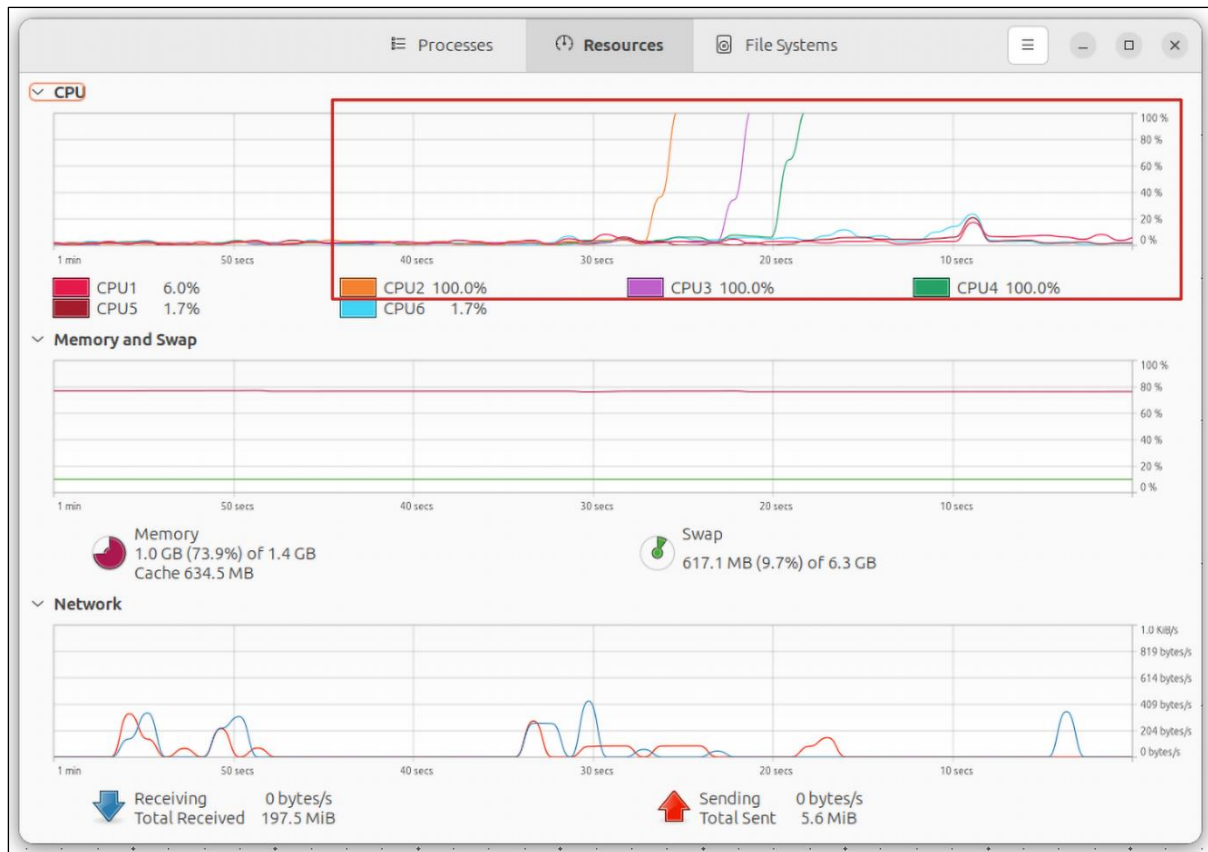 Processes Resources File Systems
CPU
100 %
80 %
60 %
40 %
20 %
0 %
1 min 50 secs 40 secs 30 secs 20 secs 10 secs
CPU1 6.0% CPU2 100.0% CPU3 100.0% CPU4 100.0%
CPU5 1.7% CPU6 1.7%
Memory and Swap
100 %
80 %
60 %
40 %
20 %
0 %
1 min 50 secs 40 secs 30 secs 20 secs 10 secs
Memory Swap
1.0 GB (73.9%) of 1.4 GB 617.1 MB (9.7%) of 6.3 GB
Cache 634.5 MB
Network
1.0 KiB/s
819 bytes/s
614 bytes/s
409 bytes/s
204 bytes/s
0 bytes/s
1 min 50 secs 40 secs 30 secs 20 secs 10 secs
Receiving 0 bytes/s Sending 0 bytes/s
Total Received 197.5 MiB Total Sent 5.6 MiB